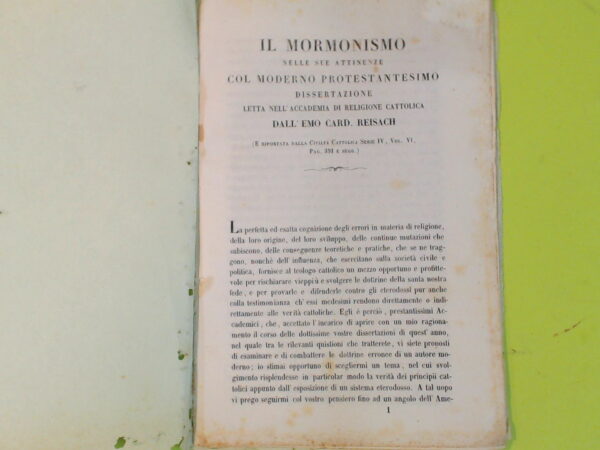 IL MORMONISMO
NELLE SUE ATTINENZE
COL MODERNO PROTESTANTESIMO
DISSERTAZIONE
LETTA NELL'ACCADEMIA DI RELIGIONE CATTOLICA
DALL'EMO CARD. REISACH
(E RIPORTATA DALLA CIVILTÀ CATTOLICA SERIE IV, VOL. VI,
PAG. 391 E SEGG.)
La perfetta ed esatta cognizione degli errori in materia di religione,
della loro origine, del loro sviluppo, delle continue mutazioni che
subiscono, delle conseguenze teoretiche e pratiche, che se ne trag-
gono, nonchè dell'influenza, che esercitano sulla società civile e
politica, fornisce al teologo cattolico un mezzo opportuno e profitte-
vole per rischiarare vieppiù e svolgere le dottrine della santa nostra
fede, e per provarle e difenderle contro gli eterodossi pur anche
colla testimonianza ch'essi medesimi rendono direttamente o indi-
rettamente alle verità cattoliche. Egli è perciò, prestantissimi Ac-
cademici, che, accettato l'incarico di aprire con un mio ragiona-
mento il corso delle dottissime vostre dissertazioni di quest'anno,
nel quale tra le rilevanti quistioni che tratterete, vi siete proposti
di esaminare e di combattere le dottrine erronee di un autore mo-
derno; io stimai opportuno di scegliermi un tema, nel cui svol-
gimento risplendesse in particolar modo la verità dei principii cat-
tolici appunto dall'esposizione di un sistema eterodosso. A tal uopo
vi prego seguirmi col vostro pensiero fino ad un angolo dell'Ame-
1